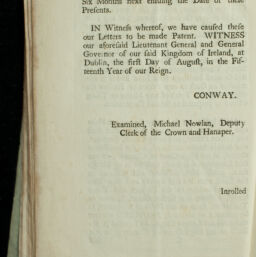 Six Months next ensuing the Date of these
Presents.
IN Witneſs whereof, we have cauſed theſe
our Letters to be made Patent. WITNESS
our aforeſaid Lieutenant General and General
Governor of our ſaid Kingdom of Ireland, at
Dublin, the firſt Day of Auguſt, in the Fif-
teenth Year of our Reign.
CONWAY.
Examined, Michael Nowlan, Deputy
Clerk of the Crown and Hanaper.
Inrolled